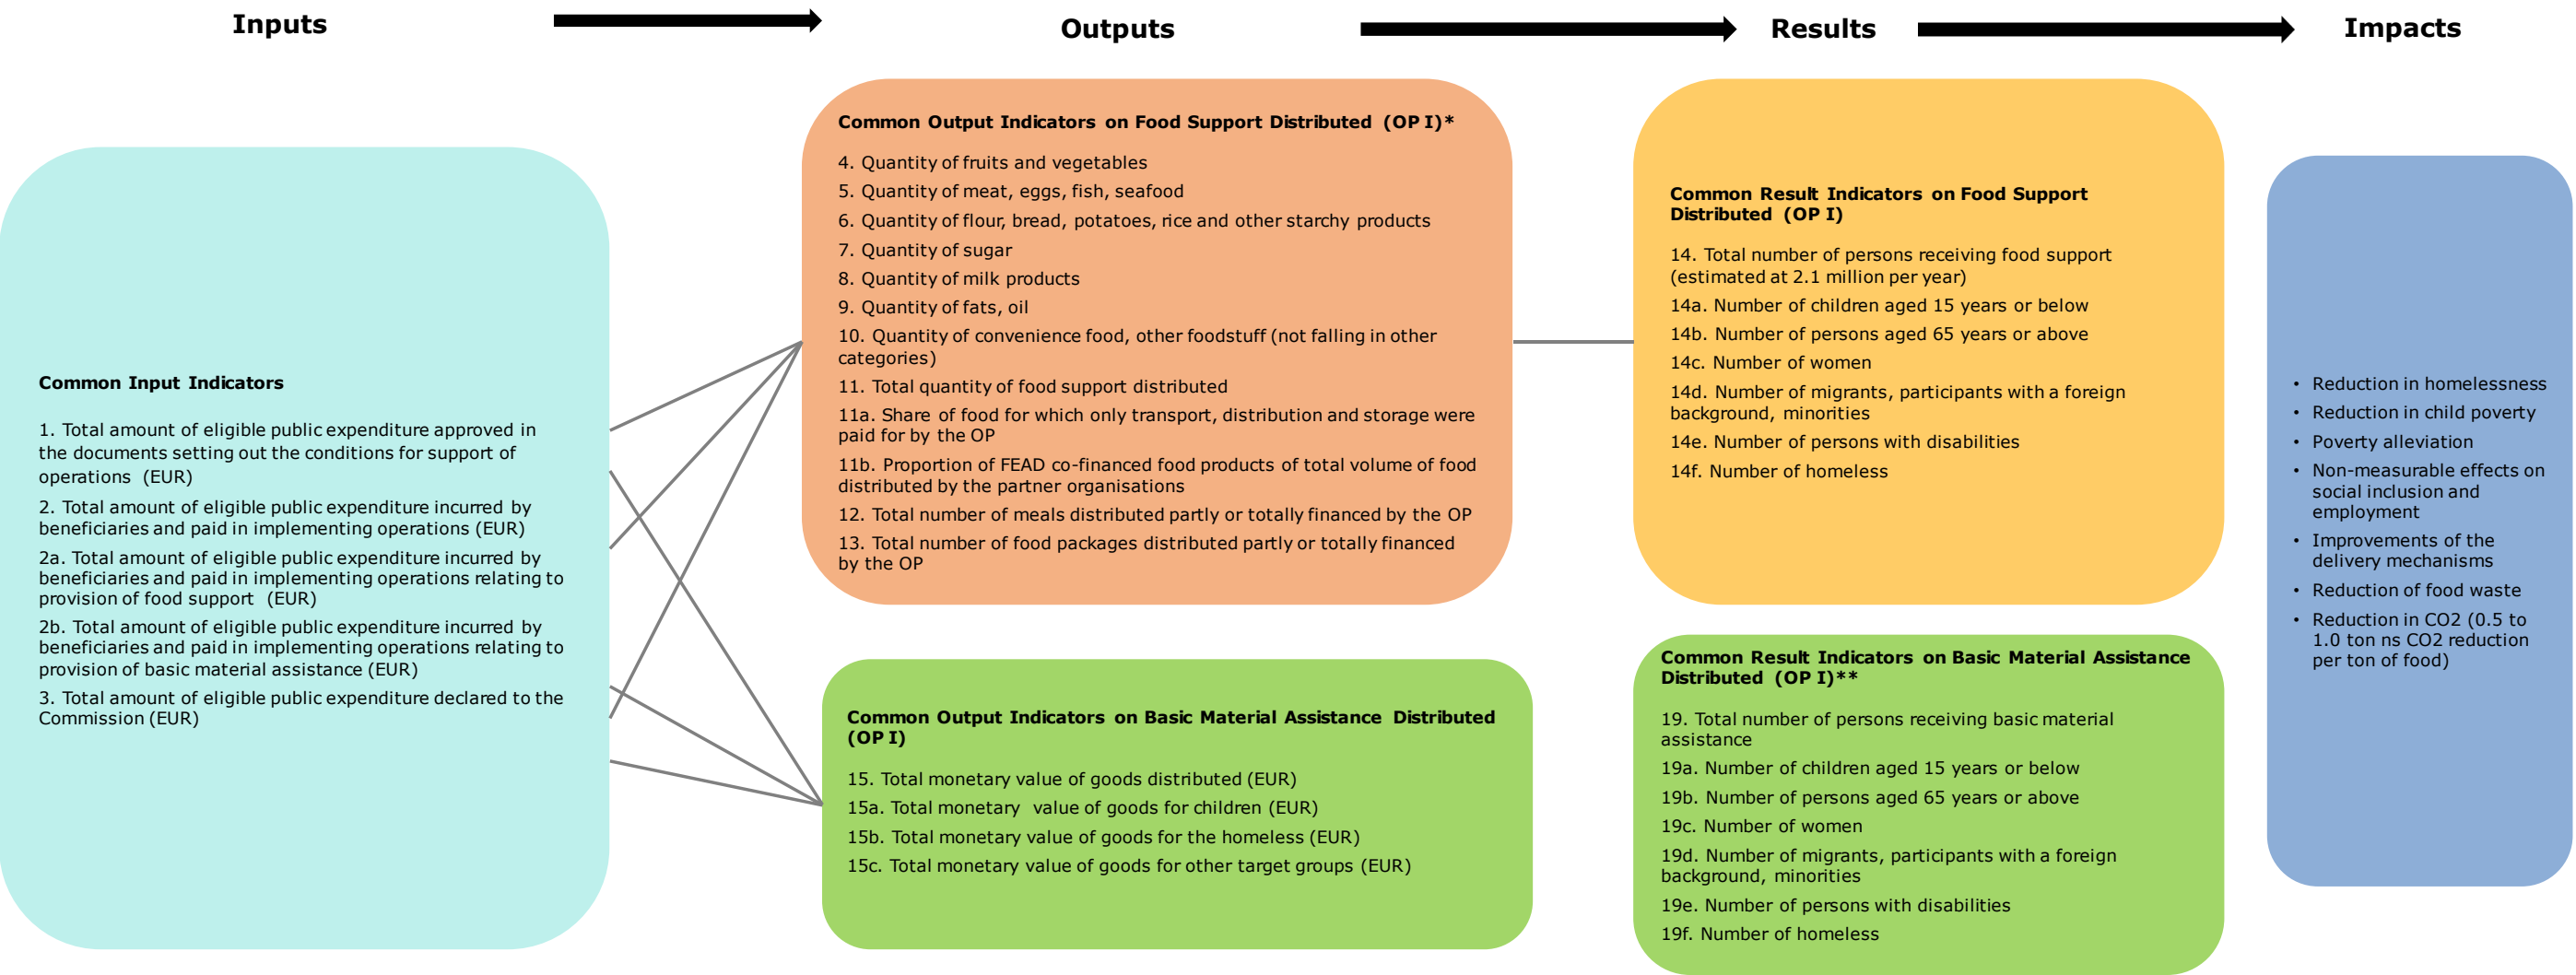 Inputs
Outputs
Results
Impacts
Common Input Indicators
1. Total amount of eligible public expenditure approved in
the documents setting out the conditions for support of
operations (EUR)
2. Total amount of eligible public expenditure incurred by
beneficiaries and paid in implementing operations (EUR)
2a. Total amount of eligible public expenditure incurred by
beneficiaries and paid in implementing operations relating to
provision of food support (EUR)
2b. Total amount of eligible public expenditure incurred by
beneficiaries and paid in implementing operations relating to
provision of basic material assistance (EUR)
3. Total amount of eligible public expenditure declared to the
Commission (EUR)
Common Output Indicators on Food Support Distributed (OP I)*
4. Quantity of fruits and vegetables
5. Quantity of meat, eggs, fish, seafood
6. Quantity of flour, bread, potatoes, rice and other starchy products
7. Quantity of sugar
8. Quantity of milk products
9. Quantity of fats, oil
10. Quantity of convenience food, other foodstuff (not falling in other
categories)
11. Total quantity of food support distributed
11a. Share of food for which only transport, distribution and storage were
paid for by the OP
11b. Proportion of FEAD co-financed food products of total volume of food
distributed by the partner organisations
12. Total number of meals distributed partly or totally financed by the OP
13. Total number of food packages distributed partly or totally financed
by the OP
Common Output Indicators on Basic Material Assistance Distributed
(OP I)
15. Total monetary value of goods distributed (EUR)
15a. Total monetary value of goods for children (EUR)
15b. Total monetary value of goods for the homeless (EUR)
15c. Total monetary value of goods for other target groups (EUR)
Common Result Indicators on Food Support
Distributed (OP I)
14. Total number of persons receiving food support
(estimated at 2.1 million per year)
14a. Number of children aged 15 years or below
14b. Number of persons aged 65 years or above
14c. Number of women
14d. Number of migrants, participants with a foreign
background, minorities
14e. Number of persons with disabilities
14f. Number of homeless
Common Result Indicators on Basic Material Assistance
Distributed (OP I)**
19. Total number of persons receiving basic material
assistance
19a. Number of children aged 15 years or below
19b. Number of persons aged 65 years or above
19c. Number of women
19d. Number of migrants, participants with a foreign
background, minorities
19e. Number of persons with disabilities
19f. Number of homeless
• Reduction in homelessness
• Reduction in child poverty
• Poverty alleviation
• Non-measurable effects on
social inclusion and
employment
• Improvements of the
delivery mechanisms
• Reduction of food waste
• Reduction in CO2 (0.5 to
1.0 ton ns CO2 reduction
per ton of food)